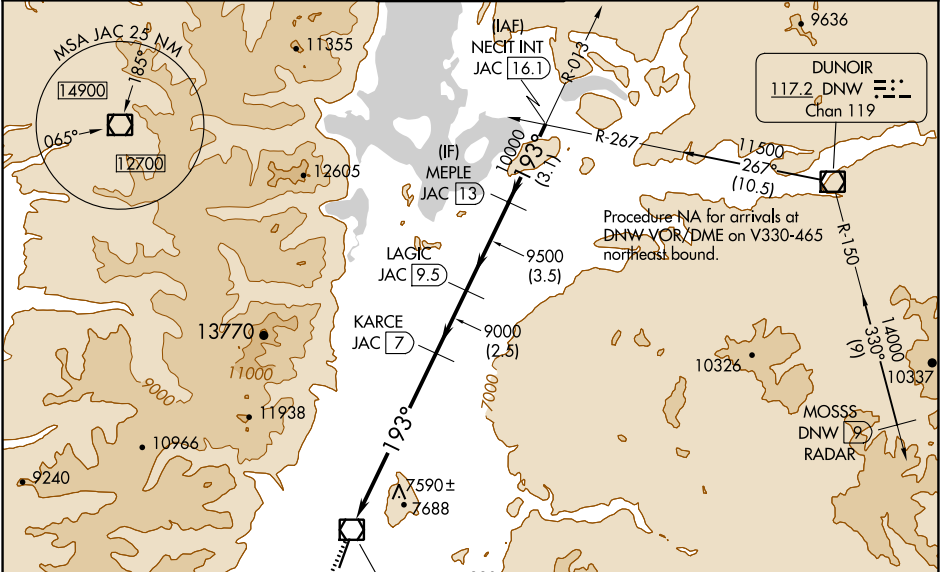 MSA JAC 25 NM
185°
14900
065°
12700
11355
12605
13770
11000
9000
11938
10966
9240
(IAF)
NECIT INT
JAC 16.1
R-013
9636
DUNOIR
117.2 DNW
Chan 119
R-267
11500
267°
(10.5)
10000
193°
(3.1)
(IF)
MEPLE
JAC 13
Procedure NA for arrivals at
DNW VOR/DME on V330-465
northeast bound.
R-150
LAGIC
JAC 9.5
9500
(3.5)
KARCE
JAC 7
9000
(2.5)
7000
14000
330°
(9)
10326
10337
MOSSS
DNW 9
RADAR
193°
7590±
7688